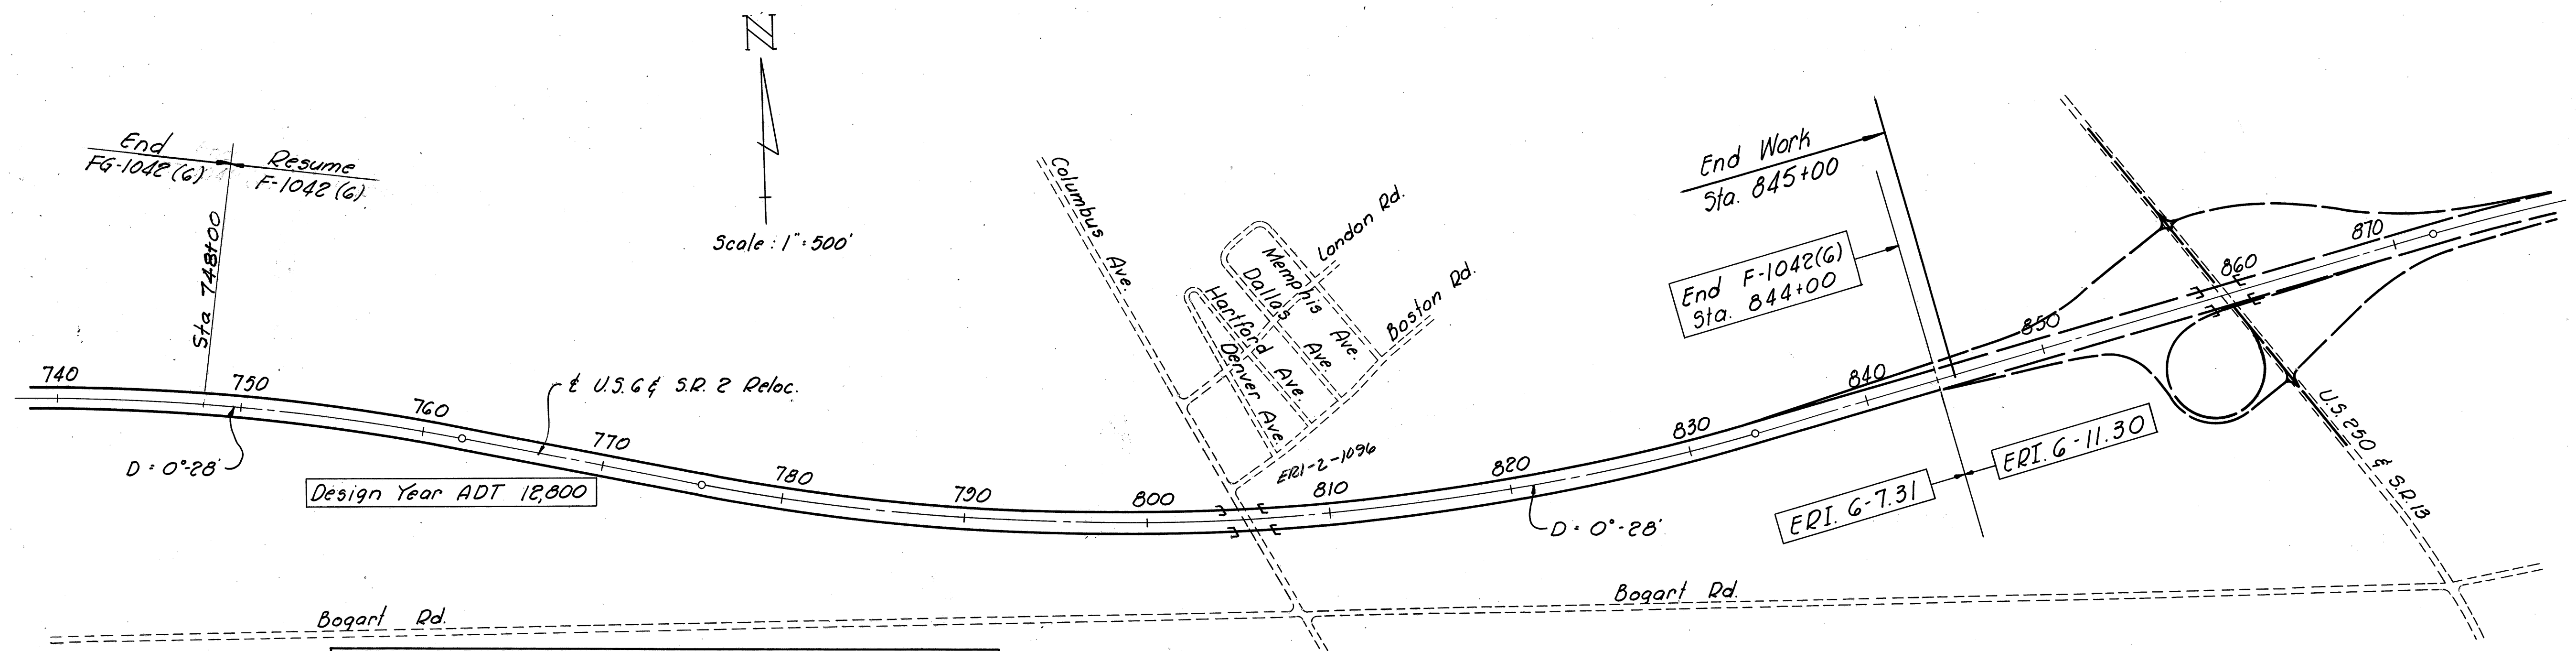 N
Scale : 1" = 500'
End
FG-1042 (6)
Resume
F-1042 (6)
Sta 748+00
740
750
760
770
780
790
800
810
820
830
840
850
860
870
D = 0°-28'
℄ U.S. 6 & S.R. 2 Reloc.
Design Year ADT 12,800
Columbus Ave.
Memphis Ave.
Dallas Ave.
Hartford Ave.
Denver Ave.
London Rd.
Boston Rd.
ERI-2-1096
D = 0°-28'
End Work
Sta. 845+00
End F-1042(6)
Sta. 844+00
ERI. 6-7.31
ERI. 6-11.30
U.S. 250 & S.R. 13
Bogart Rd.
Bogart Rd.